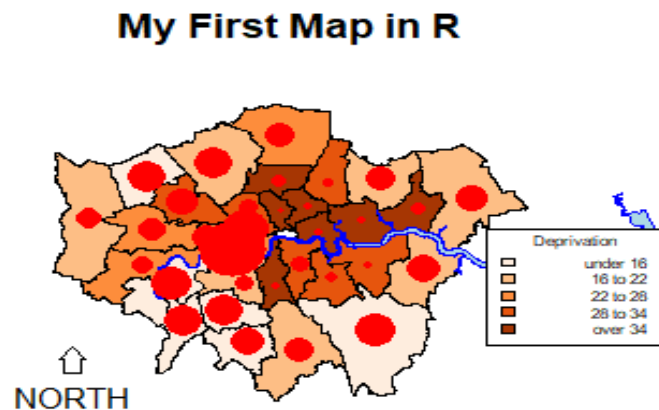 My First Map in R
Deprivation
under 16
16 to 22
22 to 28
28 to 34
over 34
NORTH